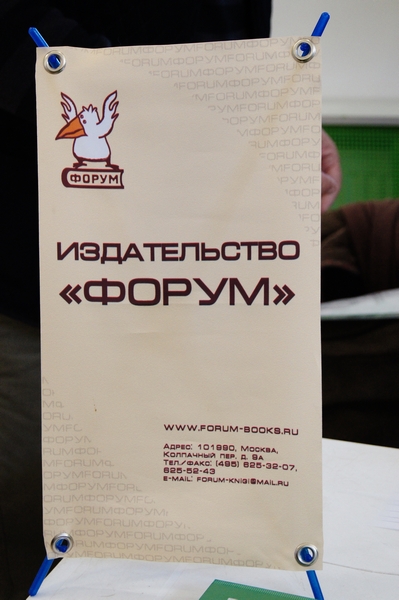 ФОРУМ
ИЗДАТЕЛЬСТВО
«ФОРУМ»
WWW.FORUM-BOOKS.RU
АДРЕС: 101990, МОСКВА,
КОЛПАЧНЫЙ ПЕР. Д. 9А
ТЕЛ./ФАКС: (495) 625-32-07,
625-52-43
E-MAIL: FORUM-KNIGI@MAIL.RU